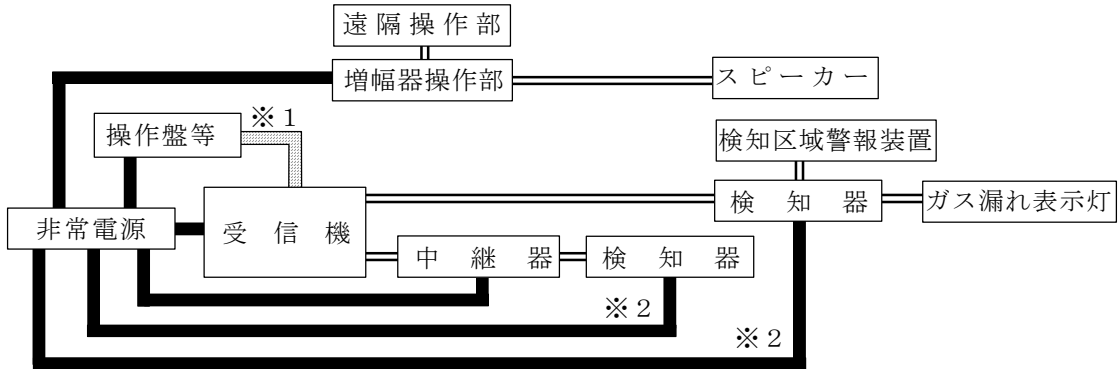 遠隔操作部
増幅器操作部
スピーカー
※１
操作盤等
検知区域警報装置
検知器
ガス漏れ表示灯
非常電源
受信機
中継器
検知器
※２
※２